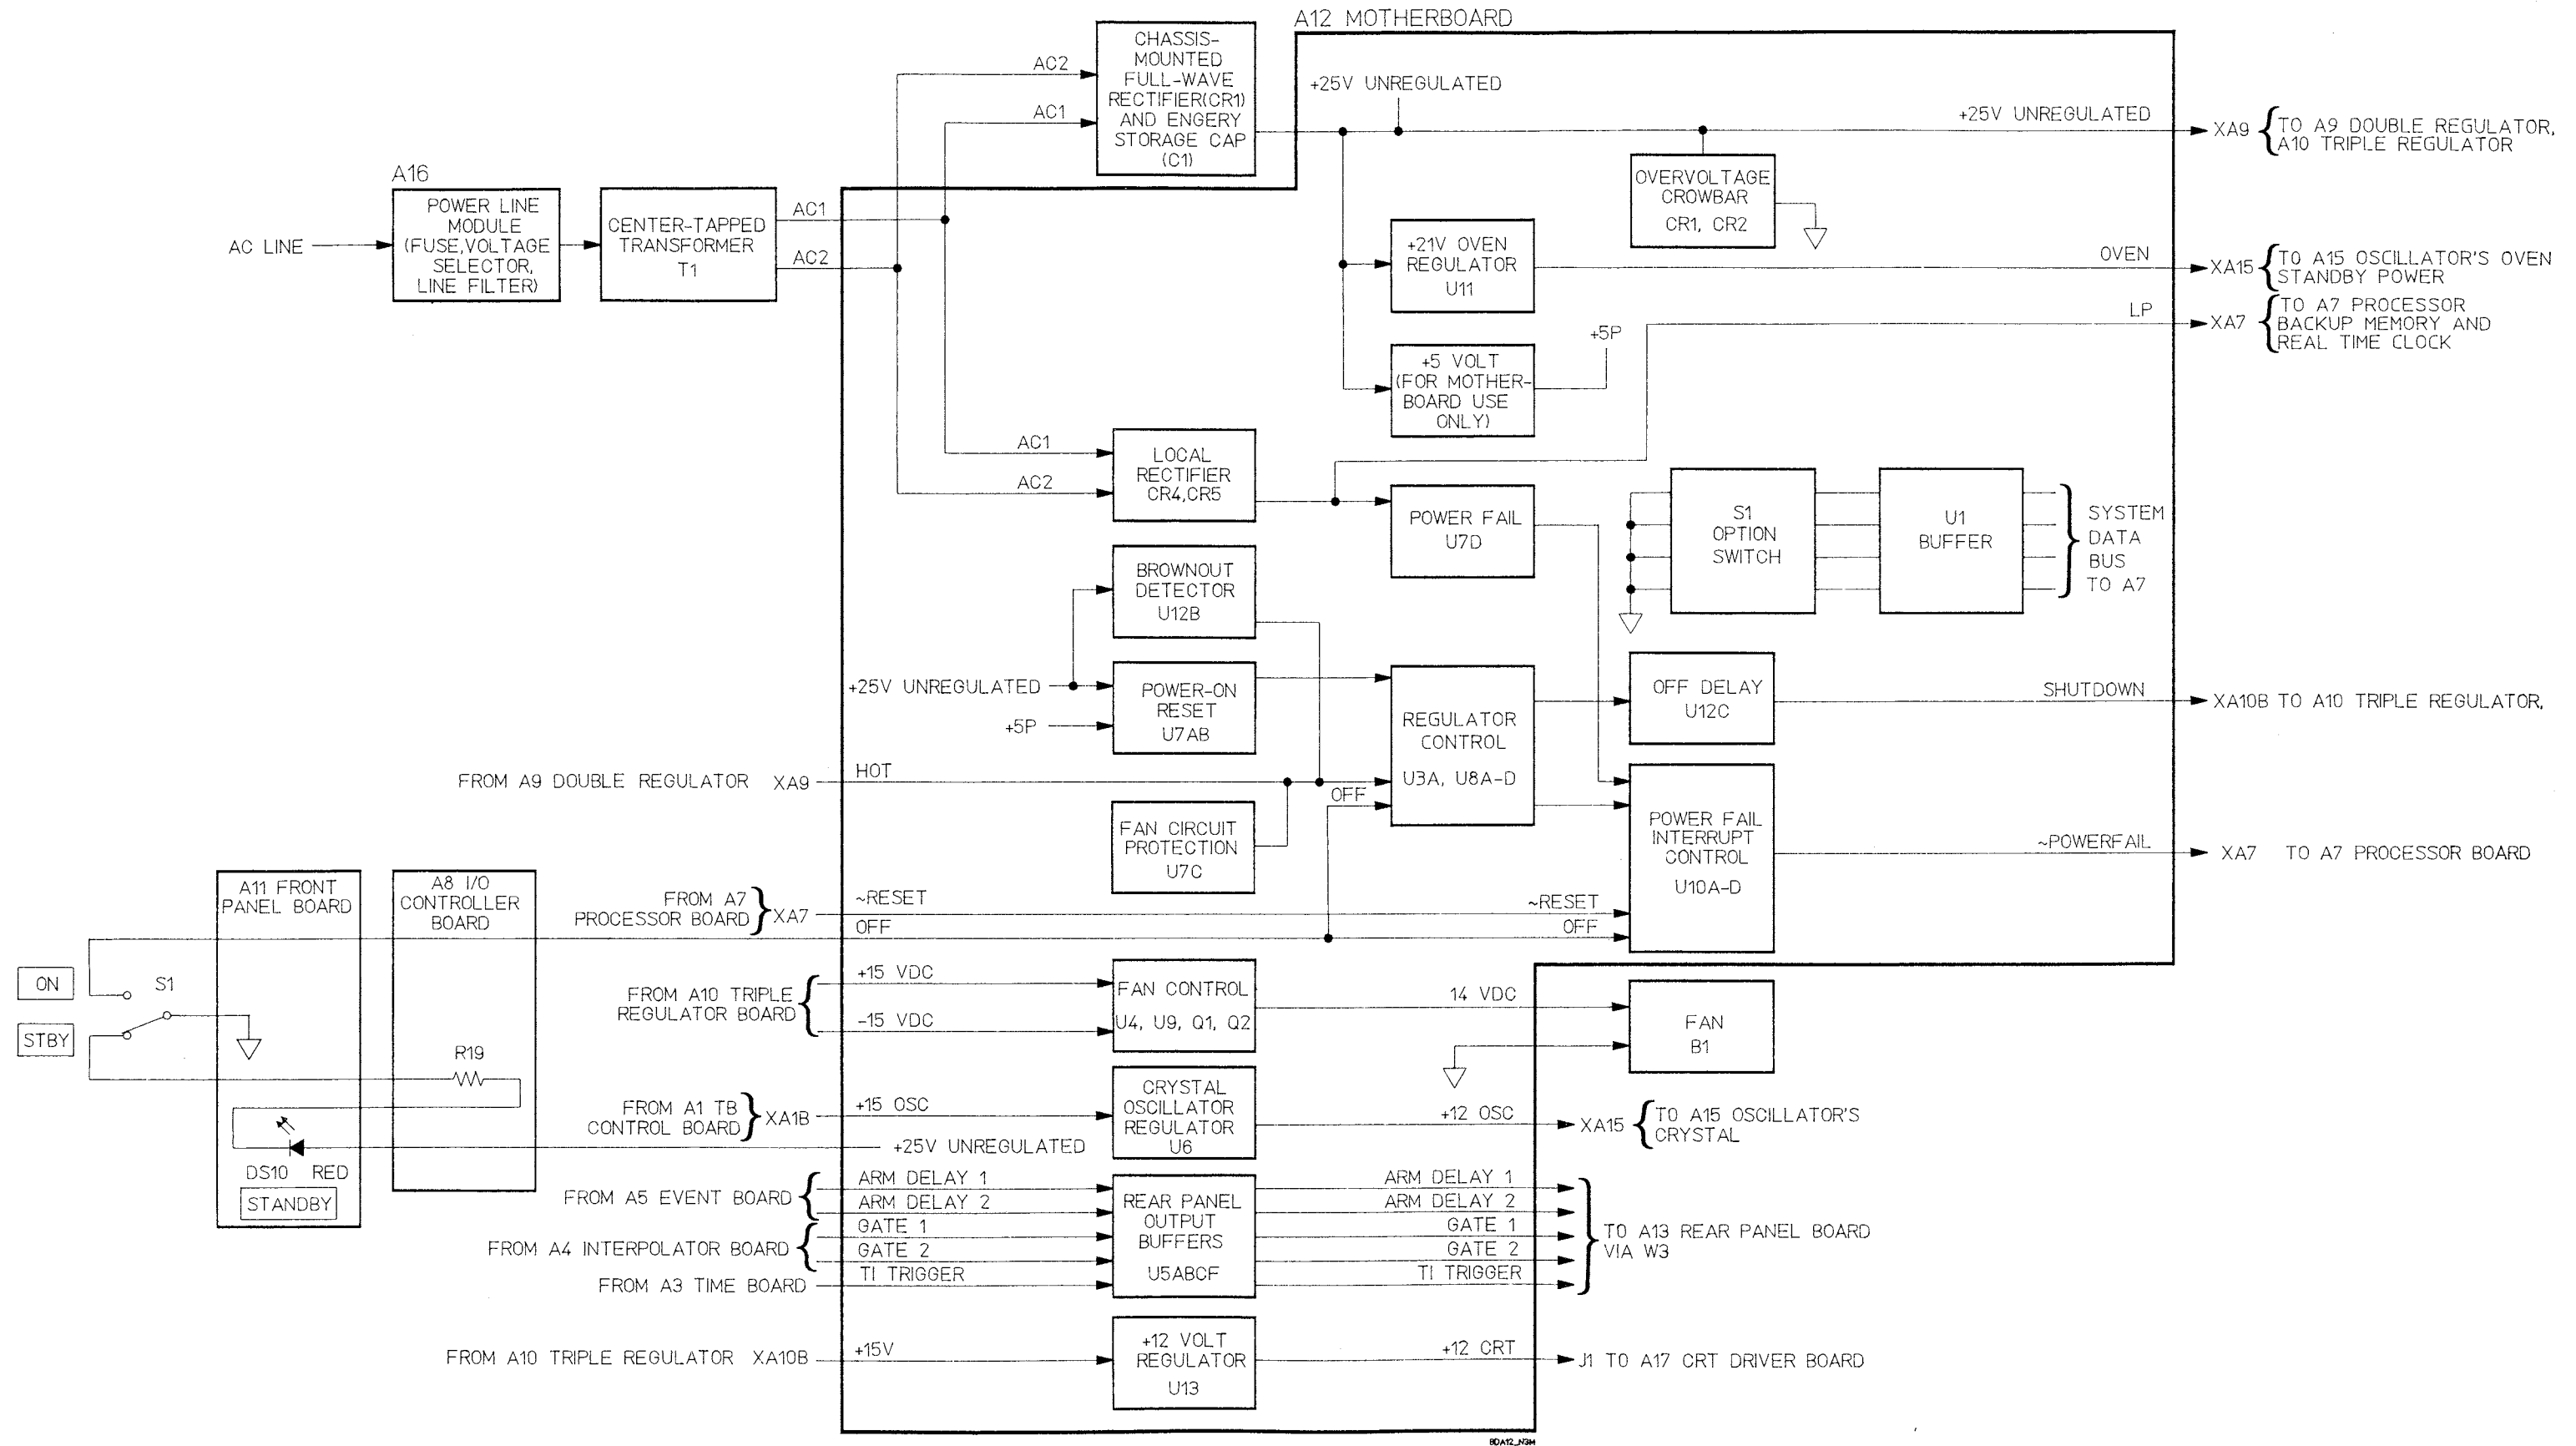 A12 MOTHERBOARD
CHASSIS-
MOUNTED
FULL-WAVE
RECTIFIER(CR1)
AND ENGERY
STORAGE CAP
(C1)
AC2
AC1
+25V UNREGULATED
+25V UNREGULATED
XA9
TO A9 DOUBLE REGULATOR,
A10 TRIPLE REGULATOR
OVERVOLTAGE
CROWBAR
CR1, CR2
A16
POWER LINE
MODULE
(FUSE,VOLTAGE
SELECTOR,
LINE FILTER)
AC LINE
CENTER-TAPPED
TRANSFORMER
T1
AC1
AC2
+21V OVEN
REGULATOR
U11
OVEN
XA15
TO A15 OSCILLATOR'S OVEN
STANDBY POWER
LP
XA7
TO A7 PROCESSOR
BACKUP MEMORY AND
REAL TIME CLOCK
+5P
+5 VOLT
(FOR MOTHER-
BOARD USE
ONLY)
AC1
AC2
LOCAL
RECTIFIER
CR4,CR5
POWER FAIL
U7D
S1
OPTION
SWITCH
U1
BUFFER
SYSTEM
DATA
BUS
TO A7
BROWNOUT
DETECTOR
U12B
+25V UNREGULATED
+5P
POWER-ON
RESET
U7AB
REGULATOR
CONTROL
U3A, U8A-D
OFF DELAY
U12C
SHUTDOWN
XA10B TO A10 TRIPLE REGULATOR,
FROM A9 DOUBLE REGULATOR XA9
HOT
OFF
FAN CIRCUIT
PROTECTION
U7C
POWER FAIL
INTERRUPT
CONTROL
U10A-D
~POWERFAIL
XA7 TO A7 PROCESSOR BOARD
A11 FRONT
PANEL BOARD
A8 I/O
CONTROLLER
BOARD
FROM A7
PROCESSOR BOARD
XA7
~RESET
OFF
~RESET
OFF
ON
S1
STBY
R19
DS10 RED
STANDBY
FROM A10 TRIPLE
REGULATOR BOARD
+15 VDC
-15 VDC
FAN CONTROL
U4, U9, Q1, Q2
14 VDC
FAN
B1
FROM A1 TB
CONTROL BOARD
XA1B
+15 OSC
+25V UNREGULATED
CRYSTAL
OSCILLATOR
REGULATOR
U6
+12 OSC
XA15
TO A15 OSCILLATOR'S
CRYSTAL
FROM A5 EVENT BOARD
ARM DELAY 1
ARM DELAY 2
FROM A4 INTERPOLATOR BOARD
GATE 1
GATE 2
FROM A3 TIME BOARD
TI TRIGGER
REAR PANEL
OUTPUT
BUFFERS
U5ABCF
ARM DELAY 1
ARM DELAY 2
GATE 1
GATE 2
TI TRIGGER
TO A13 REAR PANEL BOARD
VIA W3
FROM A10 TRIPLE REGULATOR XA10B
+15V
+12 VOLT
REGULATOR
U13
+12 CRT
J1 TO A17 CRT DRIVER BOARD
BDA12_N3M